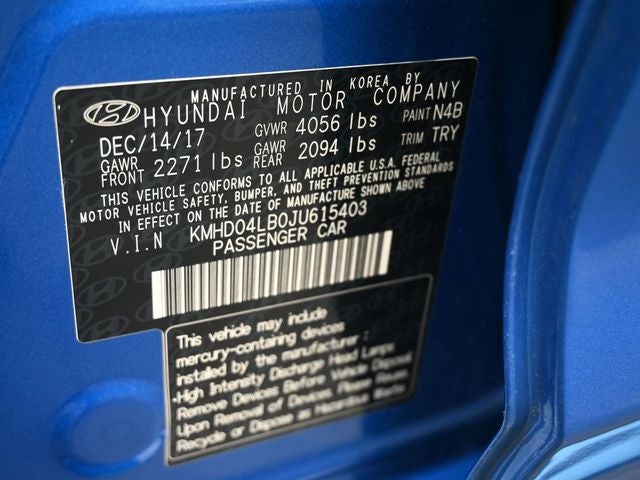 MANUFACTURED IN KOREA BY
HYUNDAI MOTOR COMPANY
DEC/14/17 GVWR 4056 lbs PAINT N4B
GAWR FRONT 2271 lbs GAWR REAR 2094 lbs TRIM TRY
THIS VEHICLE CONFORMS TO ALL APPLICABLE U.S.A. FEDERAL
MOTOR VEHICLE SAFETY, BUMPER, AND THEFT PREVENTION STANDARDS
IN EFFECT ON THE DATE OF MANUFACTURE SHOWN ABOVE
V.I.N KMHD04LB0JU615403
PASSENGER CAR
This vehicle may include
mercury-containing devices
installed by the manufacturer :
-High Intensity Discharge Head Lamps
Remove Devices Before Vehicle Disposal
Upon Removal of Devices Please Reuse
Recycle or Dispose as Hazardous Waste